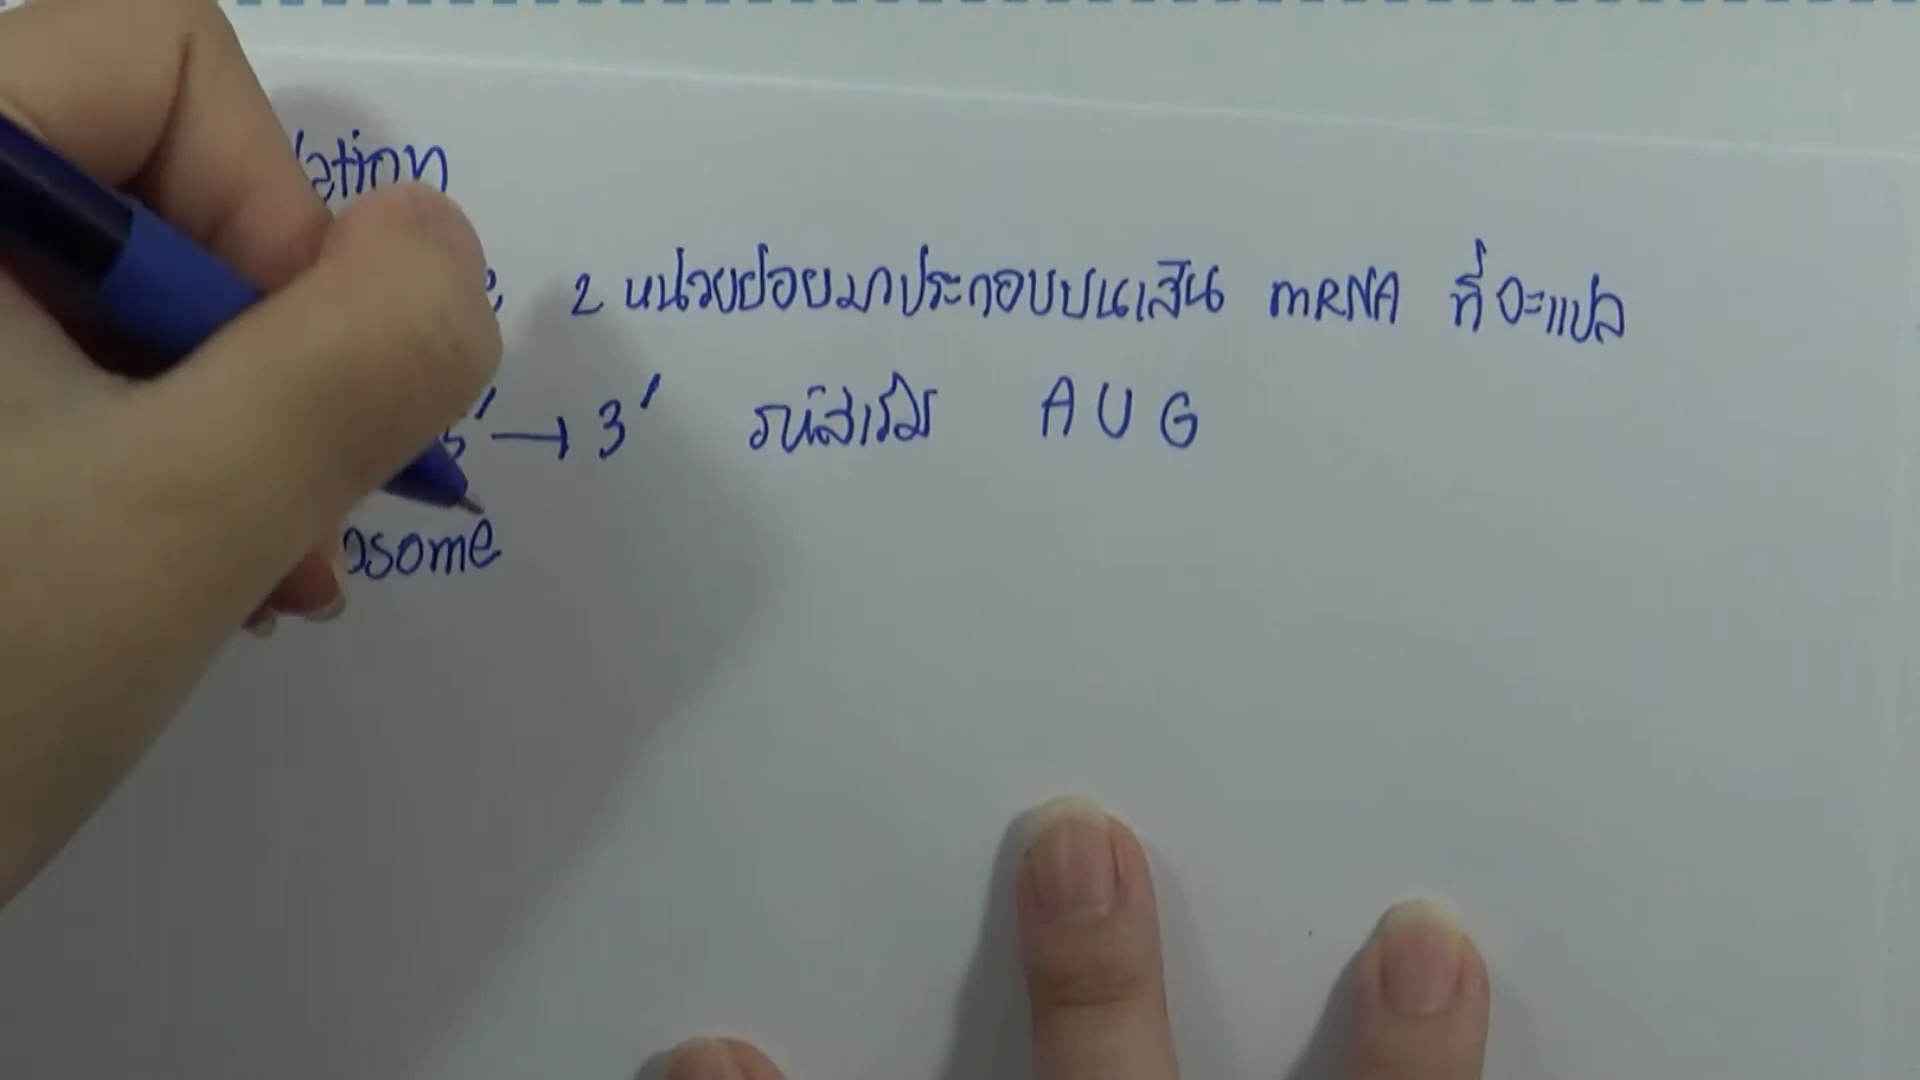 lation
2 หน่วยย่อยมาประกอบบนเส้น mRNA ที่จะแปล
5' → 3' รหัสเริ่ม AUG
osome